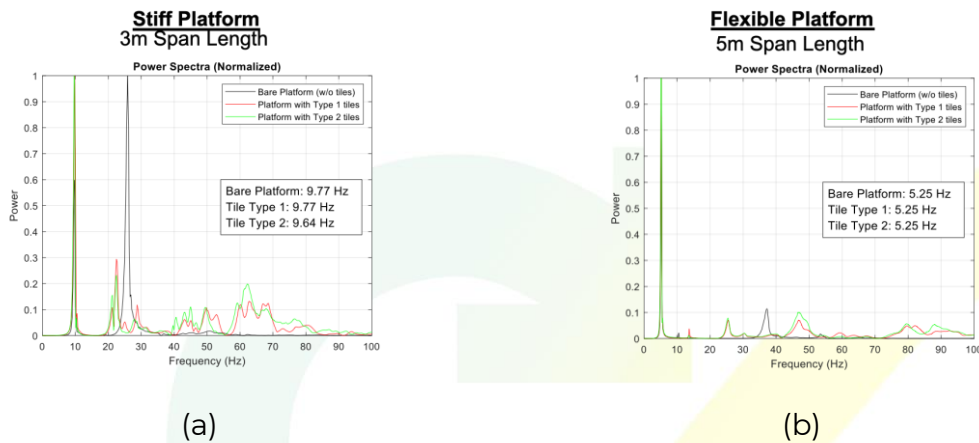 Stiff Platform
3m Span Length
Power Spectra (Normalized)
1
0.9
0.8
0.7
0.6
0.5
0.4
0.3
0.2
0.1
0
Power
Bare Platform (w/o tiles)
Platform with Type 1 tiles
Platform with Type 2 tiles
Bare Platform: 9.77 Hz
Tile Type 1: 9.77 Hz
Tile Type 2: 9.64 Hz
0 10 20 30 40 50 60 70 80 90 100
Frequency (Hz)
(a)
Flexible Platform
5m Span Length
Power Spectra (Normalized)
1
0.9
0.8
0.7
0.6
0.5
0.4
0.3
0.2
0.1
0
Power
Bare Platform (w/o tiles)
Platform with Type 1 tiles
Platform with Type 2 tiles
Bare Platform: 5.25 Hz
Tile Type 1: 5.25 Hz
Tile Type 2: 5.25 Hz
0 10 20 30 40 50 60 70 80 90 100
Frequency (Hz)
(b)